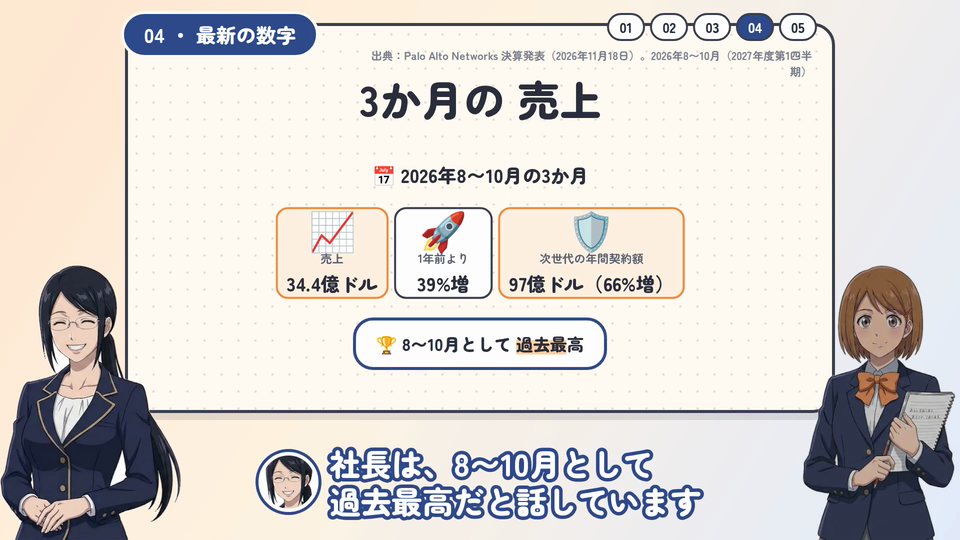 04 ・ 最新の数字
01 02 03 04 05
出典：Palo Alto Networks 決算発表（2026年11月18日）。2026年8〜10月（2027年度第1四半
期）
3か月の 売上
July
17
2026年8〜10月の3か月
売上
34.4億ドル
1年前より
39%増
次世代の年間契約額
97億ドル（66%増）
8〜10月として 過去最高
社長は、8〜10月として
過去最高だと話しています